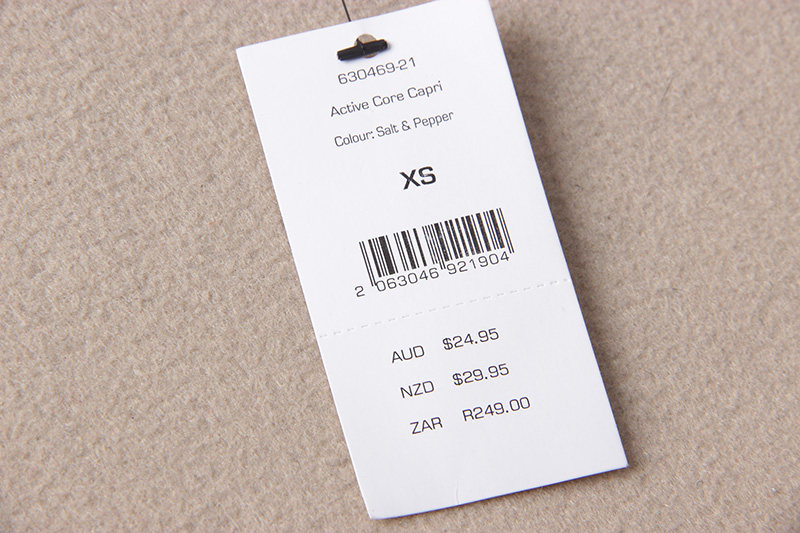 630469-21
Active Core Capri
Colour: Salt & Pepper
XS
2 063046 921904
AUD $24.95
NZD $29.95
ZAR R249.00